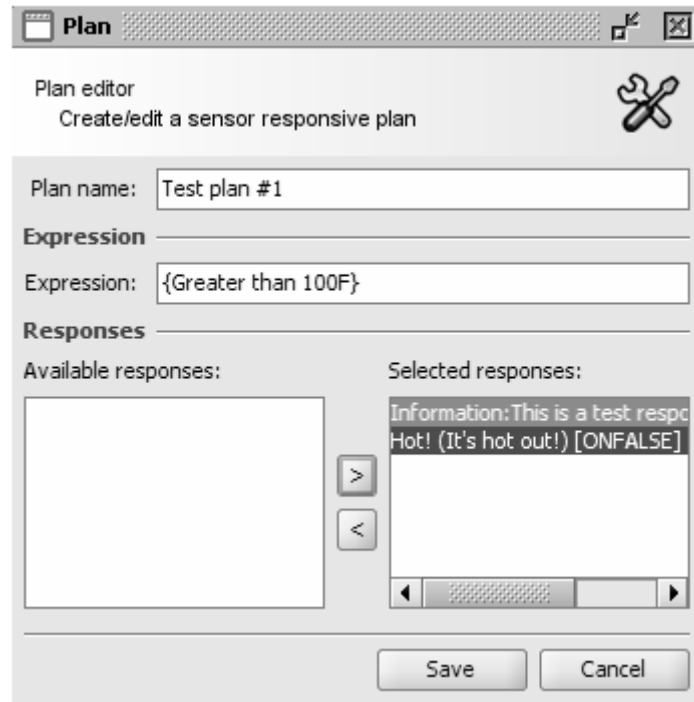 Plan
Plan editor
Create/edit a sensor responsive plan
Plan name: Test plan #1
Expression
Expression: {Greater than 100F}
Responses
Available responses: Selected responses:
Information:This is a test respo
Hot! (It's hot out!) [ONFALSE]
>
<
Save Cancel